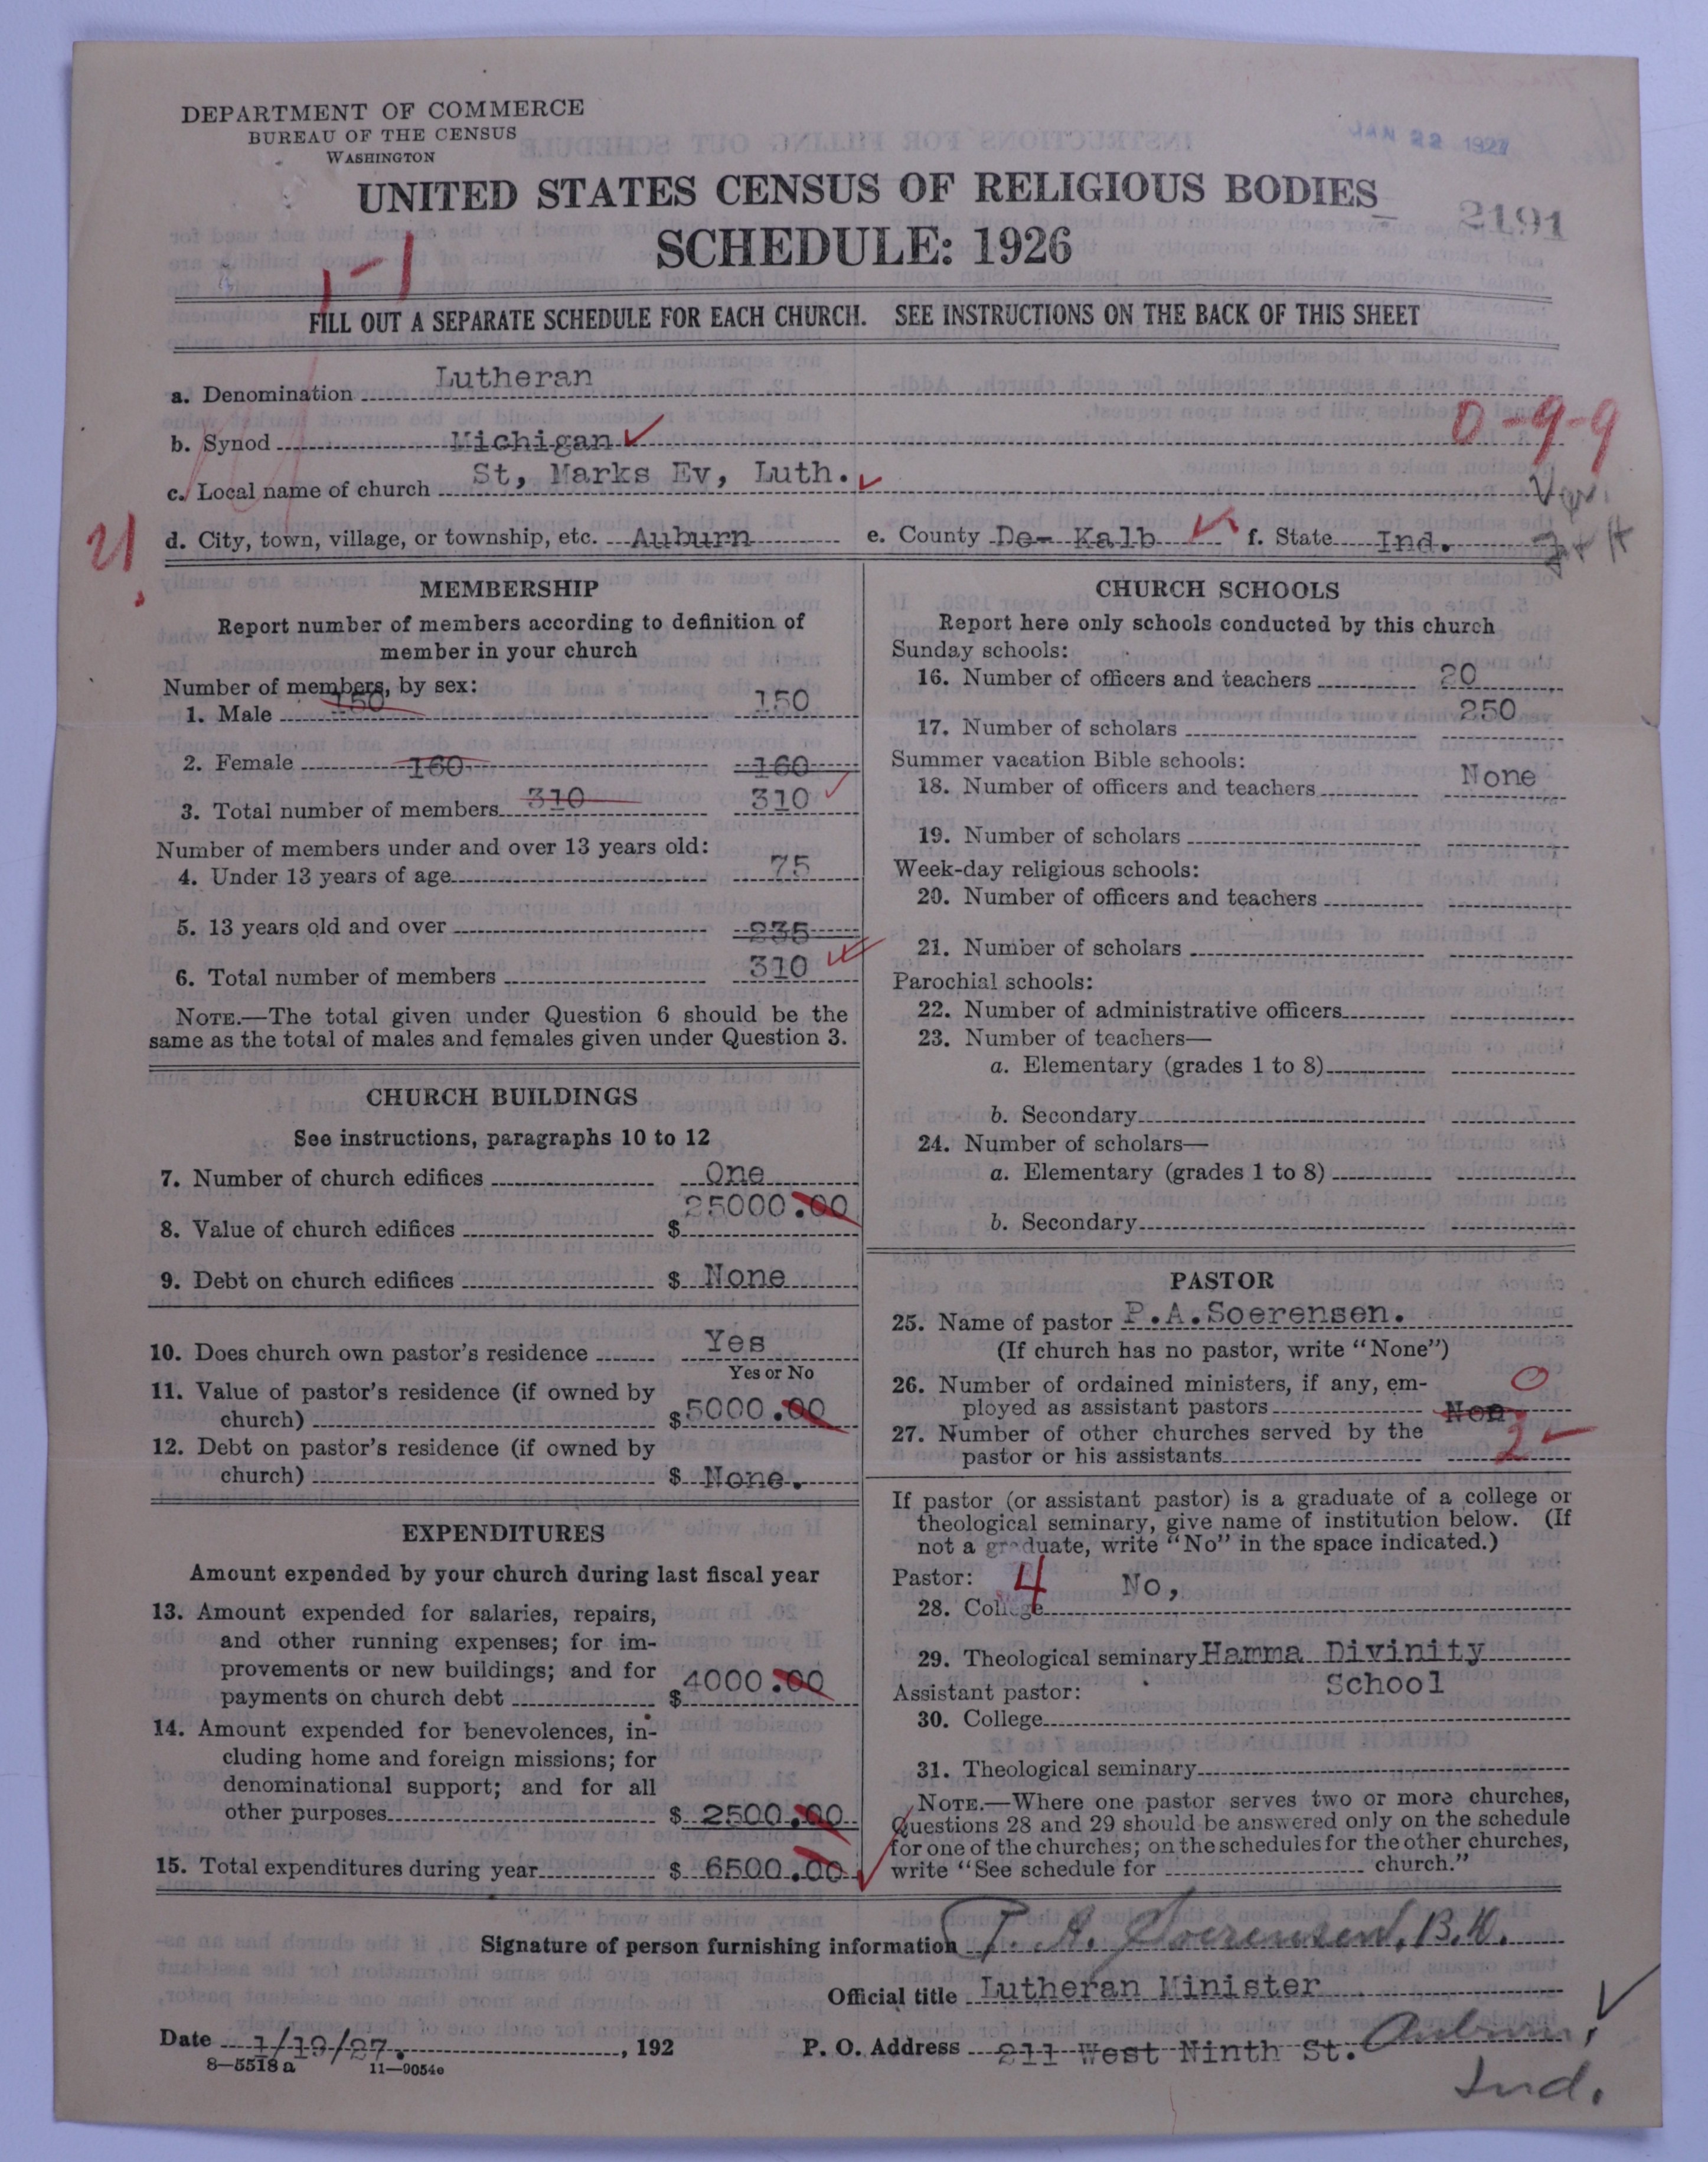 DEPARTMENT OF COMMERCE
BUREAU OF THE CENSUS
WASHINGTON
JAN 22 1927
UNITED STATES CENSUS OF RELIGIOUS BODIES
2191
SCHEDULE: 1926
1-1
FILL OUT A SEPARATE SCHEDULE FOR EACH CHURCH. SEE INSTRUCTIONS ON THE BACK OF THIS SHEET
a. Denomination Lutheran
b. Synod Michigan ✓ 0-9-9
c. Local name of church St, Marks Ev, Luth. ✓
d. City, town, village, or township, etc. Auburn e. County De- Kalb ✓ f. State Ind.
MEMBERSHIP
Report number of members according to definition of
member in your church
Number of members, by sex:
1. Male 150 150
2. Female 160 160
3. Total number of members 310 310 ✓
Number of members under and over 13 years old:
4. Under 13 years of age 75
5. 13 years old and over 235
6. Total number of members 310 ✓
NOTE.—The total given under Question 6 should be the
same as the total of males and females given under Question 3.
CHURCH BUILDINGS
See instructions, paragraphs 10 to 12
7. Number of church edifices One
8. Value of church edifices $ 25000.00
9. Debt on church edifices $ None
10. Does church own pastor's residence Yes
Yes or No
11. Value of pastor's residence (if owned by
church) $ 5000.00
12. Debt on pastor's residence (if owned by
church) $ None.
EXPENDITURES
Amount expended by your church during last fiscal year
13. Amount expended for salaries, repairs,
and other running expenses; for im-
provements or new buildings; and for
payments on church debt $ 4000.00
14. Amount expended for benevolences, in-
cluding home and foreign missions; for
denominational support; and for all
other purposes $ 2500.00
15. Total expenditures during year $ 6500.00 ✓
CHURCH SCHOOLS
Report here only schools conducted by this church
Sunday schools:
16. Number of officers and teachers 20
17. Number of scholars 250
Summer vacation Bible schools:
18. Number of officers and teachers None
19. Number of scholars
Week-day religious schools:
20. Number of officers and teachers
21. Number of scholars
Parochial schools:
22. Number of administrative officers
23. Number of teachers—
a. Elementary (grades 1 to 8)
b. Secondary
24. Number of scholars—
a. Elementary (grades 1 to 8)
b. Secondary
PASTOR
25. Name of pastor P.A.Soerensen.
(If church has no pastor, write "None")
26. Number of ordained ministers, if any, em-
ployed as assistant pastors Non 0
27. Number of other churches served by the
pastor or his assistants
If pastor (or assistant pastor) is a graduate of a college or
theological seminary, give name of institution below. (If
not a graduate, write "No" in the space indicated.)
Pastor: 4
28. College No,
29. Theological seminary Hamma Divinity
School
Assistant pastor:
30. College
31. Theological seminary
NOTE.—Where one pastor serves two or more churches,
Questions 28 and 29 should be answered only on the schedule
for one of the churches; on the schedules for the other churches,
write "See schedule for church."
Signature of person furnishing information P. A. Soerensen, B.D.
Official title Lutheran Minister
Date 1/19/27. , 192 P. O. Address 211 West Ninth St. Auburn,
Ind.
8—5518 a 11—9054e